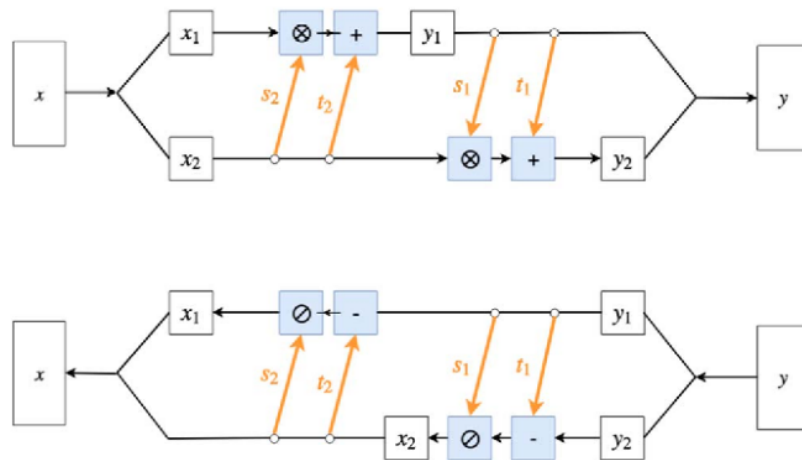 x₁ ⊗ + y₁
x s₂ t₂ s₁ t₁ y
x₂ ⊗ + y₂
x₁ ⊘ - y₁
x s₂ t₂ s₁ t₁ y
x₂ ⊘ - y₂